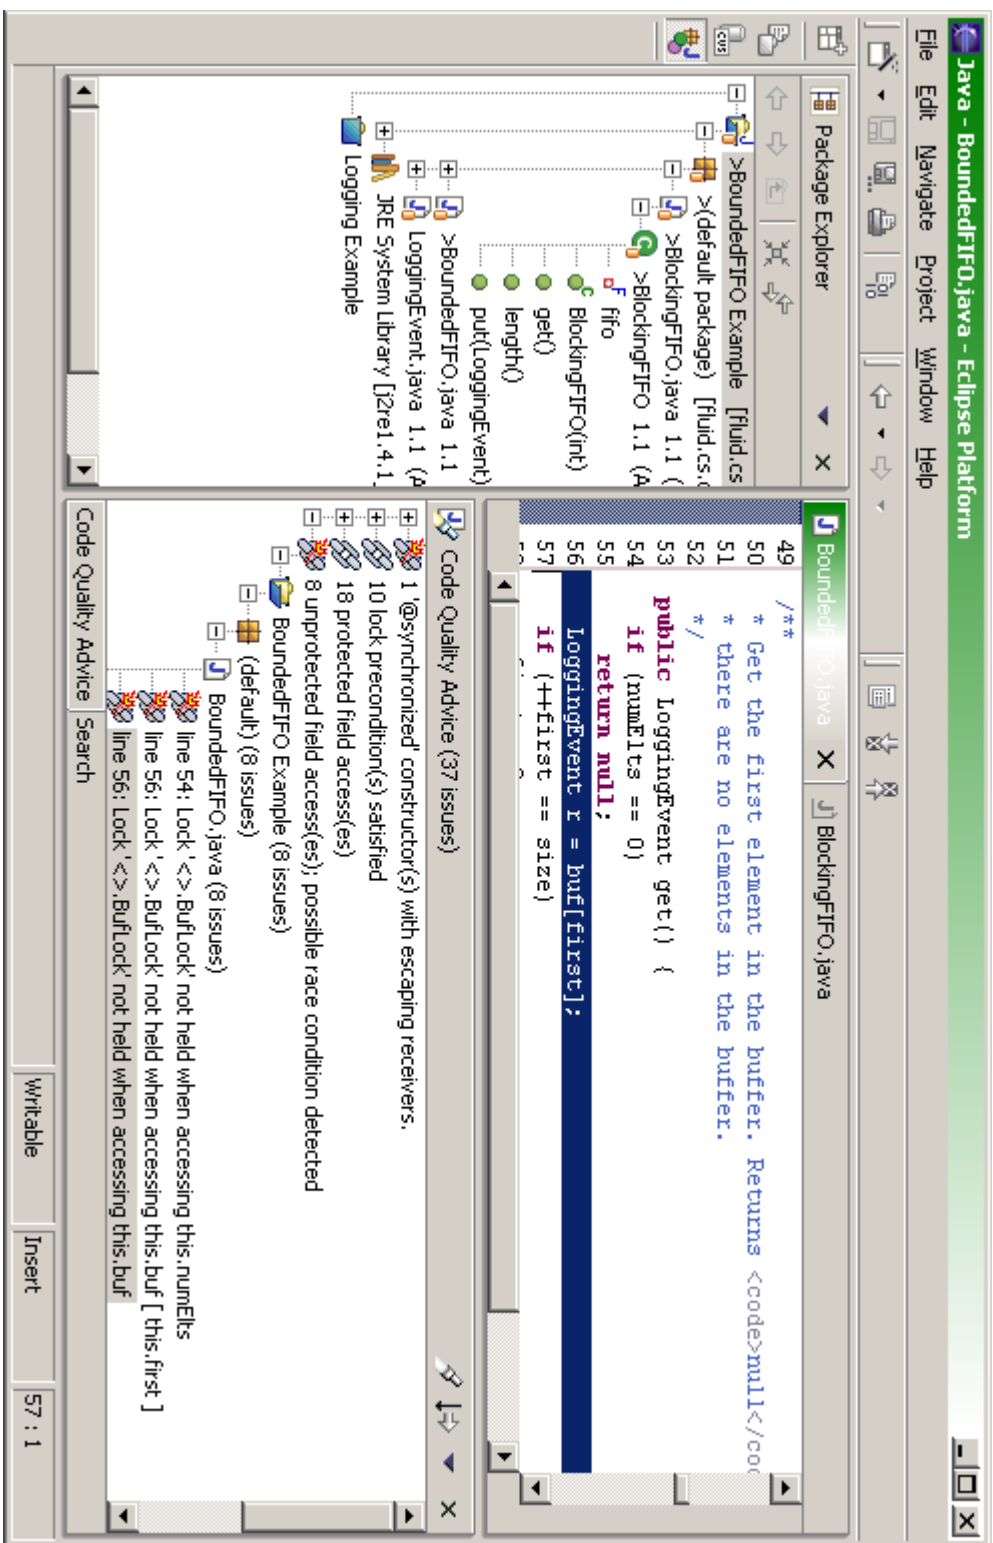 Java - BoundedFIFO.java - Eclipse Platform
File Edit Navigate Project Window Help
Package Explorer
>BoundedFIFO Example [fluid.cs
>(default package) [fluid.cs.c
>BlockingFIFO.java 1.1 (
>BlockingFIFO 1.1 (A
fifo
BlockingFIFO(int)
get()
length()
put(LoggingEvent)
>BoundedFIFO.java 1.1
LoggingEvent.java 1.1 (A
JRE System Library [j2re1.4.1_
Logging Example
BoundedFIFO.java
BlockingFIFO.java
49 /**
50 * Get the first element in the buffer. Returns <code>null</cod
51 * there are no elements in the buffer.
52 */
53 public LoggingEvent get() {
54 if (numElts == 0)
55 return null;
56 LoggingEvent r = buf[first];
57 if (++first == size)
Code Quality Advice (37 issues)
1 '@synchronized' constructor(s) with escaping receivers.
10 lock precondition(s) satisfied
18 protected field access(es)
8 unprotected field access(es); possible race condition detected
BoundedFIFO Example (8 issues)
(default) (8 issues)
BoundedFIFO.java (8 issues)
line 54: Lock '<>.BufLock' not held when accessing this.numElts
line 56: Lock '<>.BufLock' not held when accessing this.buf [ this.first ]
line 56: Lock '<>.BufLock' not held when accessing this.buf
Code Quality Advice Search
Writable Insert 57 : 1
CVS